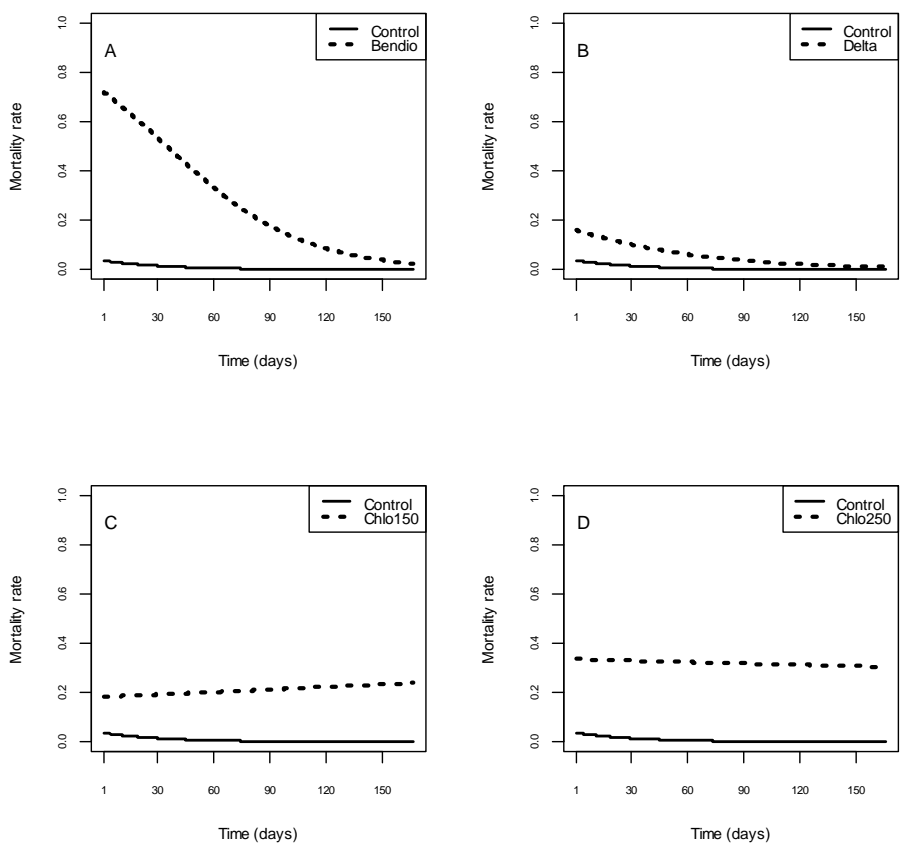 A
Control
Bendio
Mortality rate
0.0 0.2 0.4 0.6 0.8 1.0
1 30 60 90 120 150
Time (days)
B
Control
Delta
Mortality rate
0.0 0.2 0.4 0.6 0.8 1.0
1 30 60 90 120 150
Time (days)
C
Control
Chlo150
Mortality rate
0.0 0.2 0.4 0.6 0.8 1.0
1 30 60 90 120 150
Time (days)
D
Control
Chlo250
Mortality rate
0.0 0.2 0.4 0.6 0.8 1.0
1 30 60 90 120 150
Time (days)